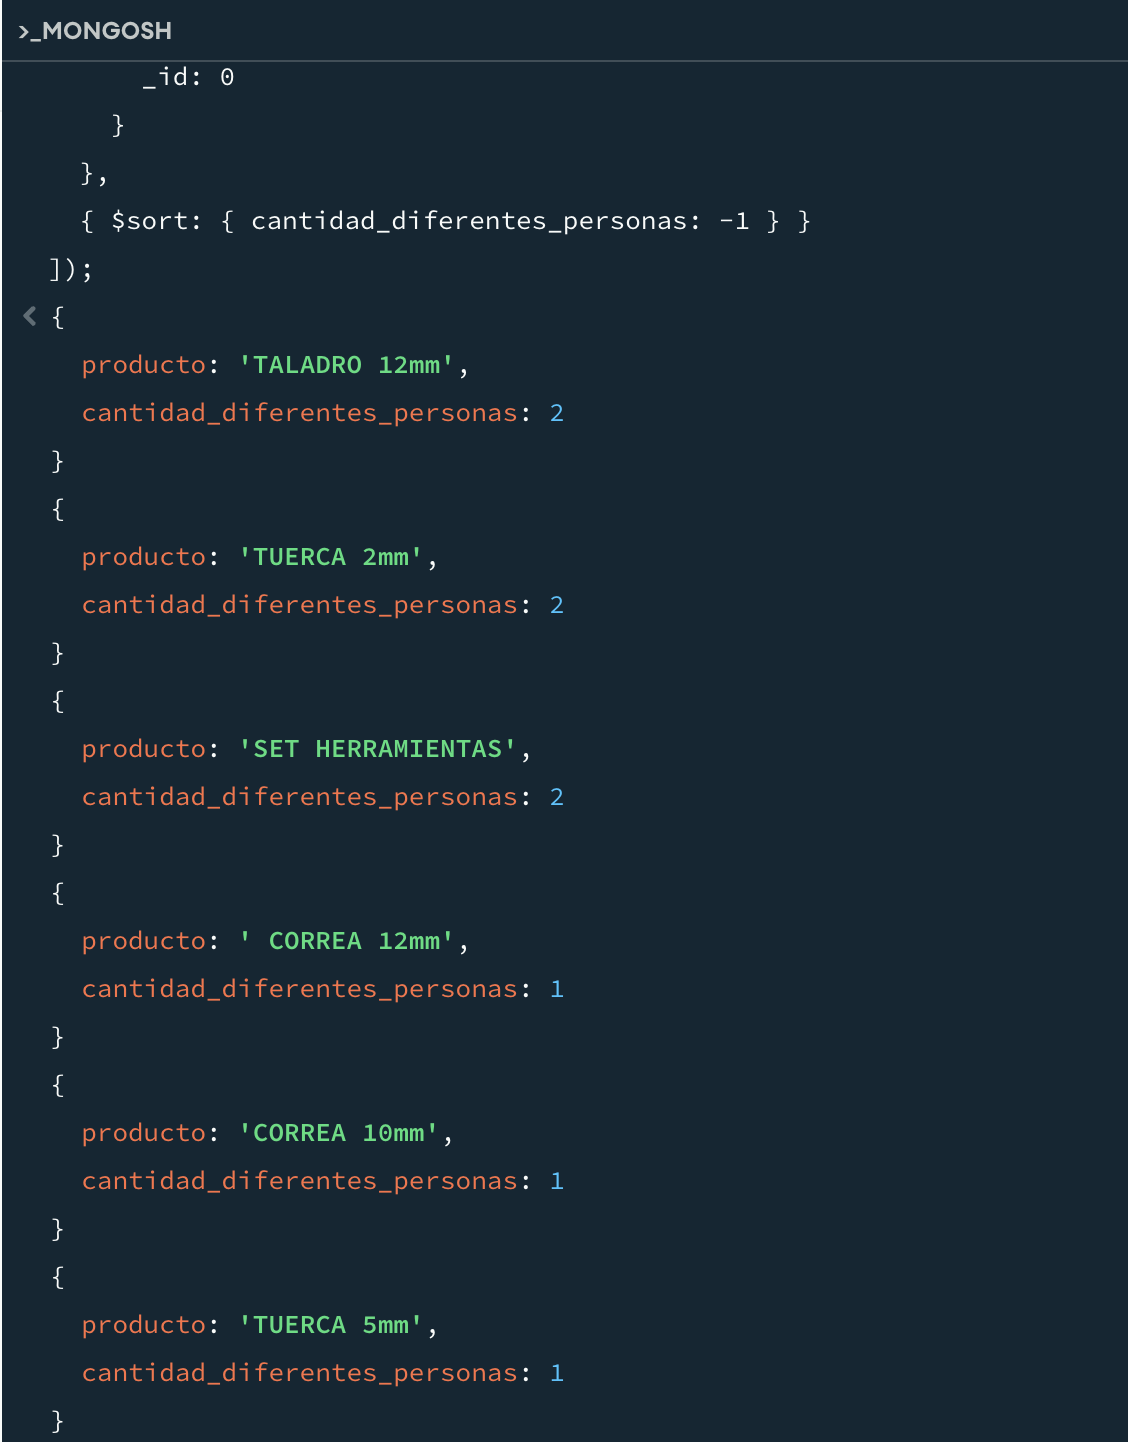 >_MONGOSH
_id: 0
}
},
{ $sort: { cantidad_diferentes_personas: -1 } }
]);
< {
producto: 'TALADRO 12mm',
cantidad_diferentes_personas: 2
}
{
producto: 'TUERCA 2mm',
cantidad_diferentes_personas: 2
}
{
producto: 'SET HERRAMIENTAS',
cantidad_diferentes_personas: 2
}
{
producto: ' CORREA 12mm',
cantidad_diferentes_personas: 1
}
{
producto: 'CORREA 10mm',
cantidad_diferentes_personas: 1
}
{
producto: 'TUERCA 5mm',
cantidad_diferentes_personas: 1
}